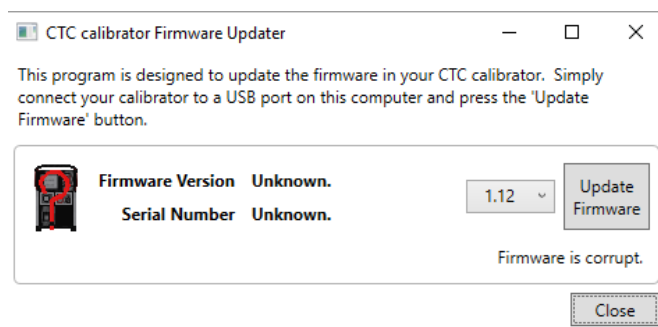 CTC calibrator Firmware Updater
This program is designed to update the firmware in your CTC calibrator.  Simply
connect your calibrator to a USB port on this computer and press the 'Update
Firmware' button.
Firmware Version Unknown.
Serial Number Unknown.
1.12
Update
Firmware
Firmware is corrupt.
Close